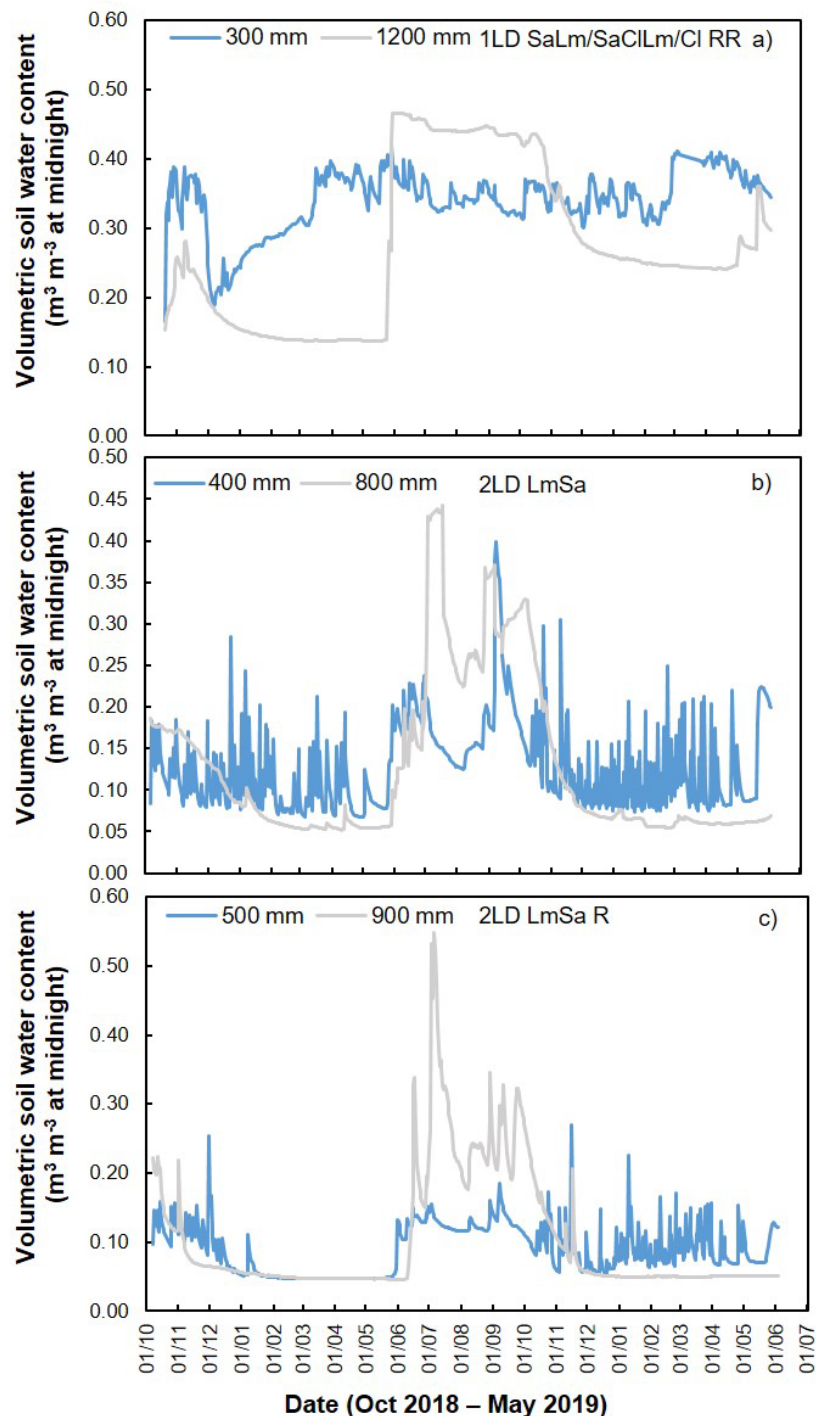 300 mm 1200 mm 1LD SaLm/SaClLm/Cl RR a)
Volumetric soil water content
(m³ m⁻³ at midnight)
0.60
0.50
0.40
0.30
0.20
0.10
0.00
400 mm 800 mm 2LD LmSa b)
Volumetric soil water content
(m³ m⁻³ at midnight)
0.50
0.45
0.40
0.35
0.30
0.25
0.20
0.15
0.10
0.05
0.00
500 mm 900 mm 2LD LmSa R c)
Volumetric soil water content
(m³ m⁻³ at midnight)
0.60
0.50
0.40
0.30
0.20
0.10
0.00
01/10 01/11 01/12 01/01 01/02 01/03 01/04 01/05 01/06 01/07 01/08 01/09 01/10 01/11 01/12 01/01 01/02 01/03 01/04 01/05 01/06 01/07
Date (Oct 2018 – May 2019)